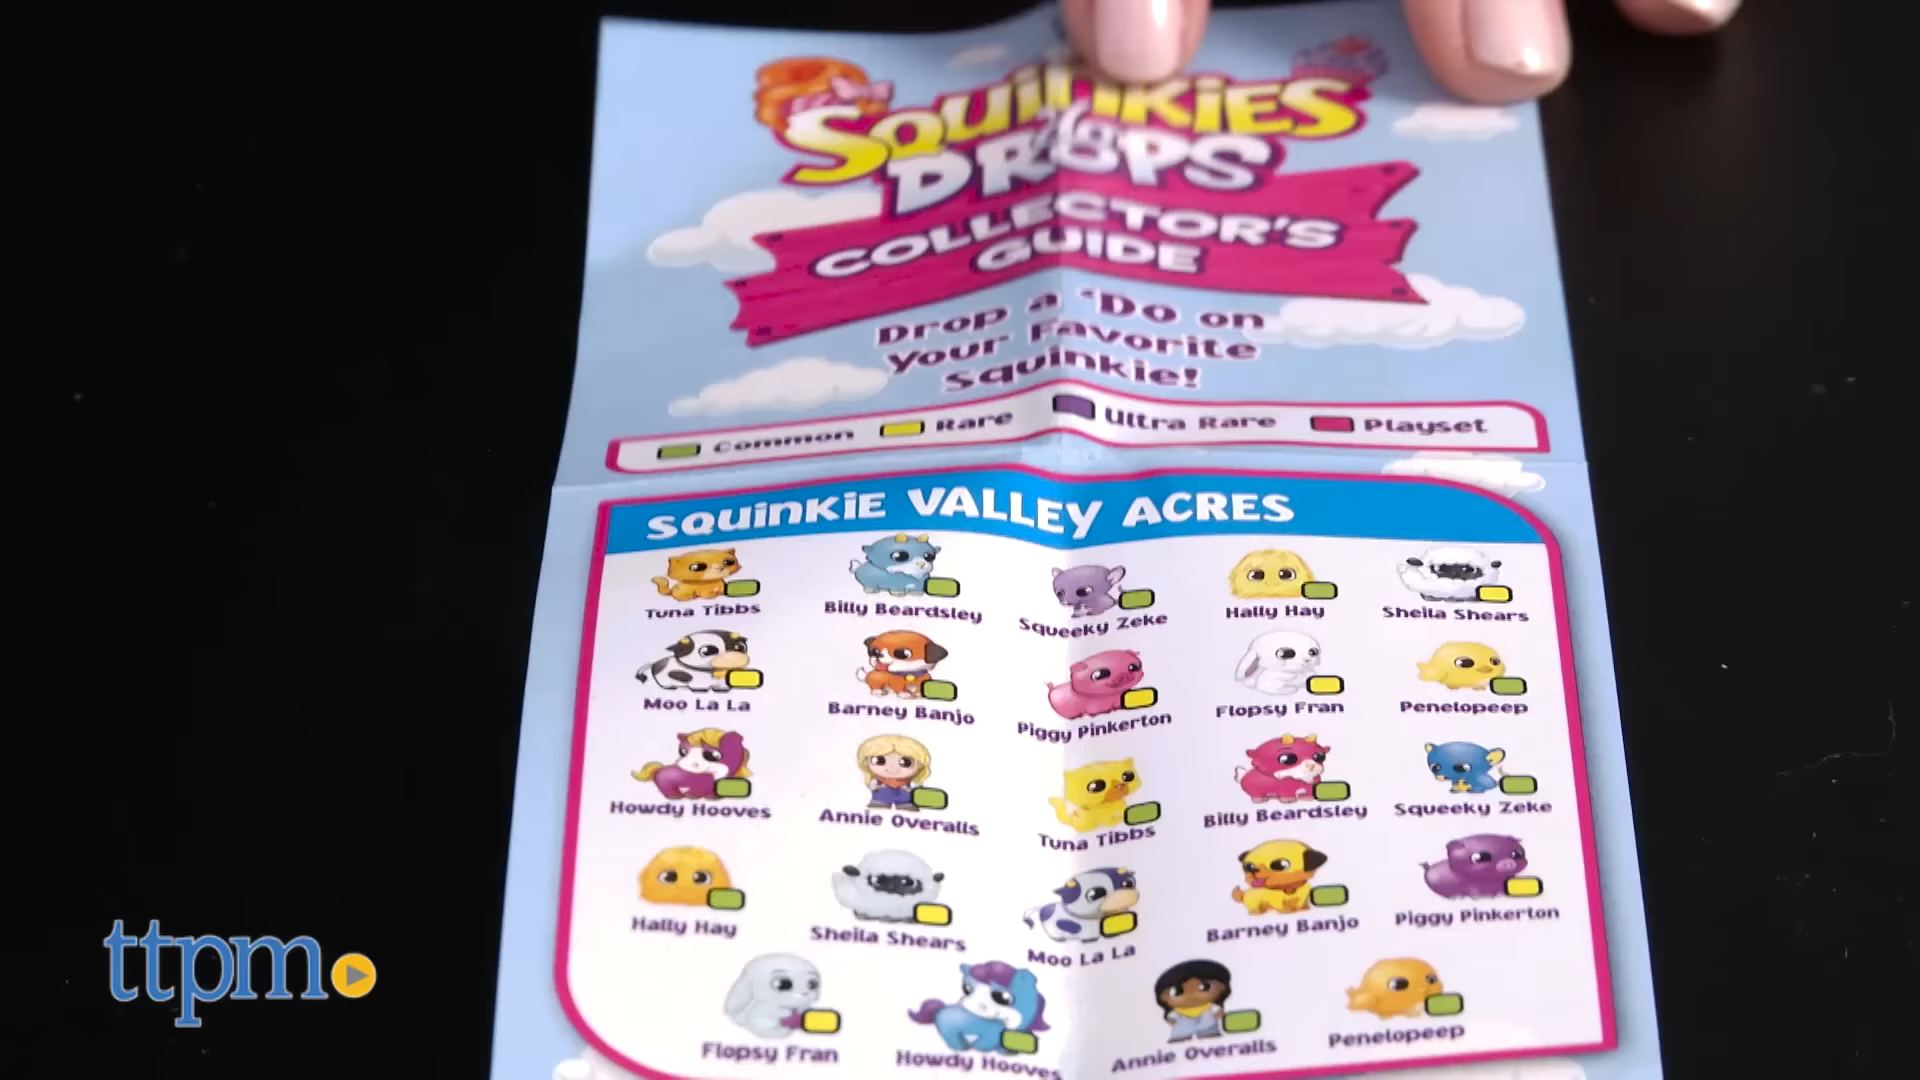 SQUiNKiES
'Do
DROPS
COLLECTOR'S
GUIDE
Drop a 'Do on
your Favorite
Squinkie!
Common Rare Ultra Rare Playset
SQUiNKiE VALLEY ACRES
Tuna Tibbs Billy Beardsley Squeeky Zeke Hally Hay Sheila Shears
Moo La La Barney Banjo Piggy Pinkerton Flopsy Fran Penelopeep
Howdy Hooves Annie Overalls Tuna Tibbs Billy Beardsley Squeeky Zeke
Hally Hay Sheila Shears Moo La La Barney Banjo Piggy Pinkerton
Flopsy Fran Howdy Hooves Annie Overalls Penelopeep
ttpm